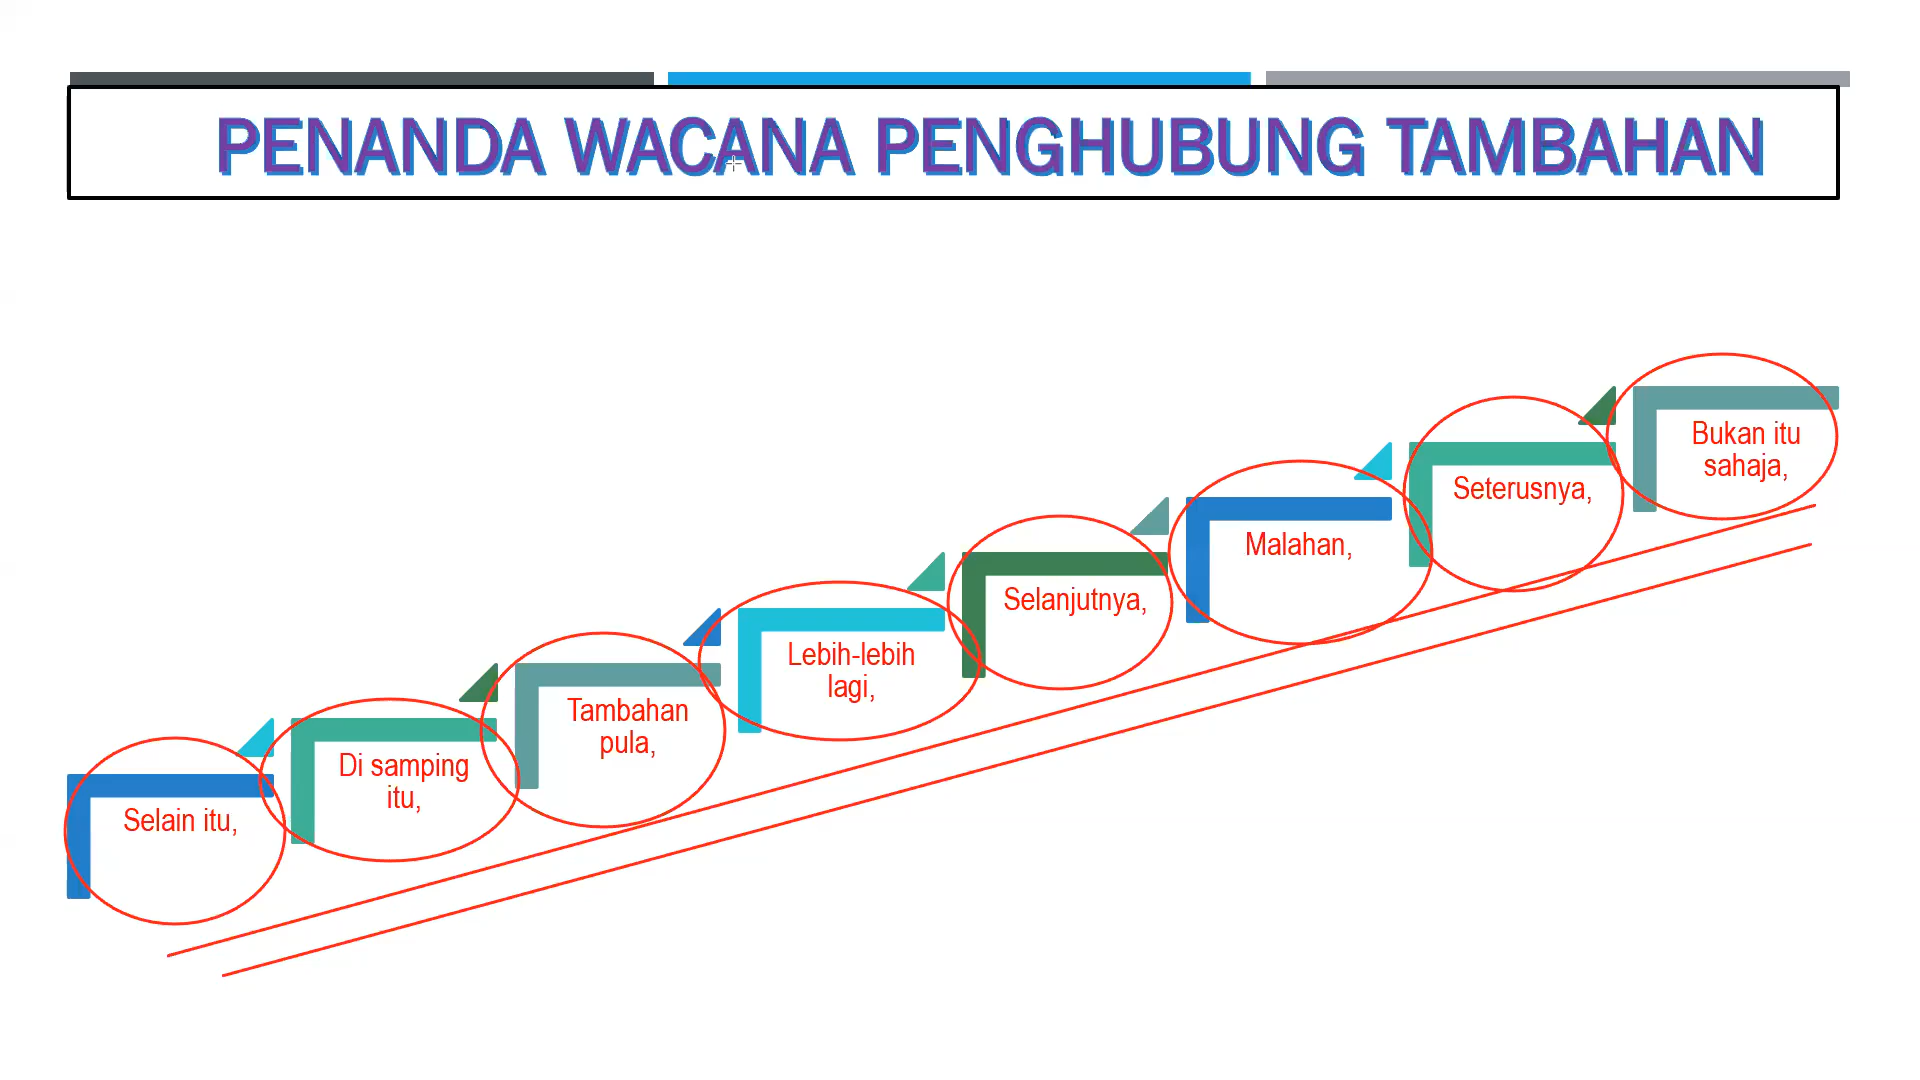 PENANDA WACANA PENGHUBUNG TAMBAHAN
Selain itu,
Di samping
itu,
Tambahan
pula,
Lebih-lebih
lagi,
Selanjutnya,
Malahan,
Seterusnya,
Bukan itu
sahaja,